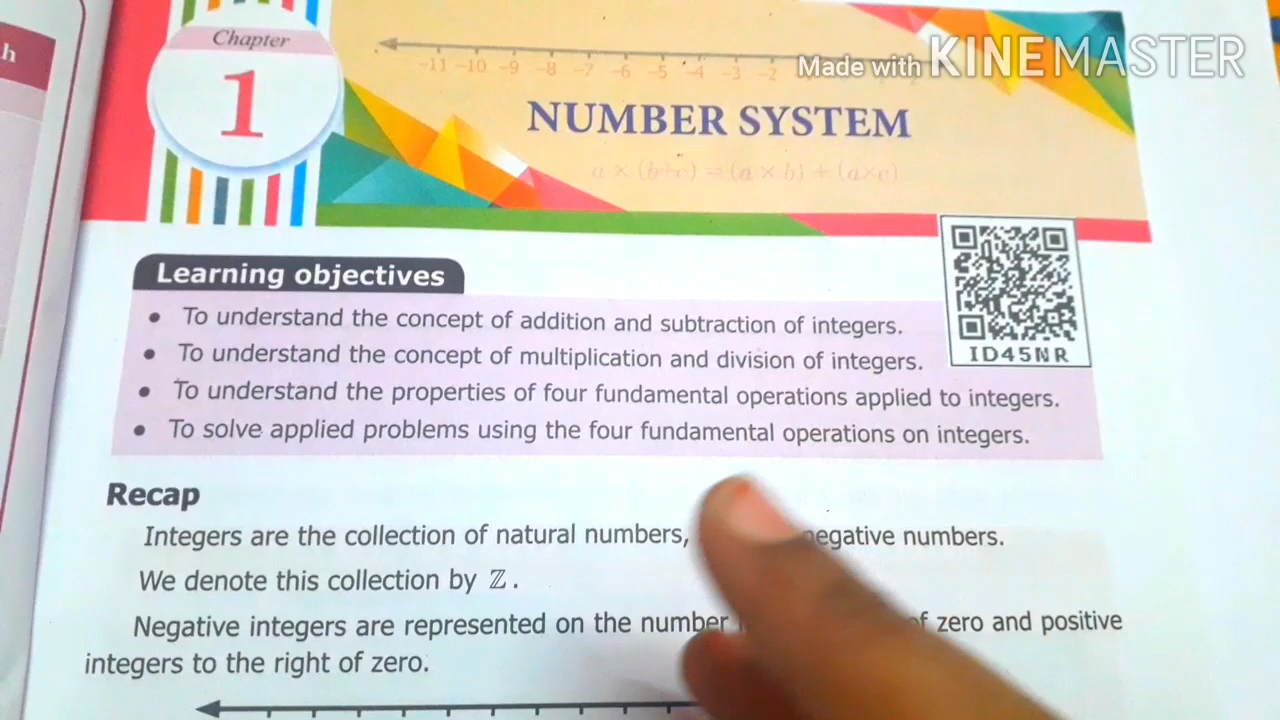 h
Chapter
1
-11 -10 -9 -8 -7 -6 -5 -4 -3 -2
Made with KINEMASTER
NUMBER SYSTEM
a × (b+c) = (a × b) + (a×c)
Learning objectives
• To understand the concept of addition and subtraction of integers.
• To understand the concept of multiplication and division of integers.
• To understand the properties of four fundamental operations applied to integers.
• To solve applied problems using the four fundamental operations on integers.
ID45NR
Recap
Integers are the collection of natural numbers, negative numbers.
We denote this collection by ℤ.
Negative integers are represented on the number of zero and positive
integers to the right of zero.